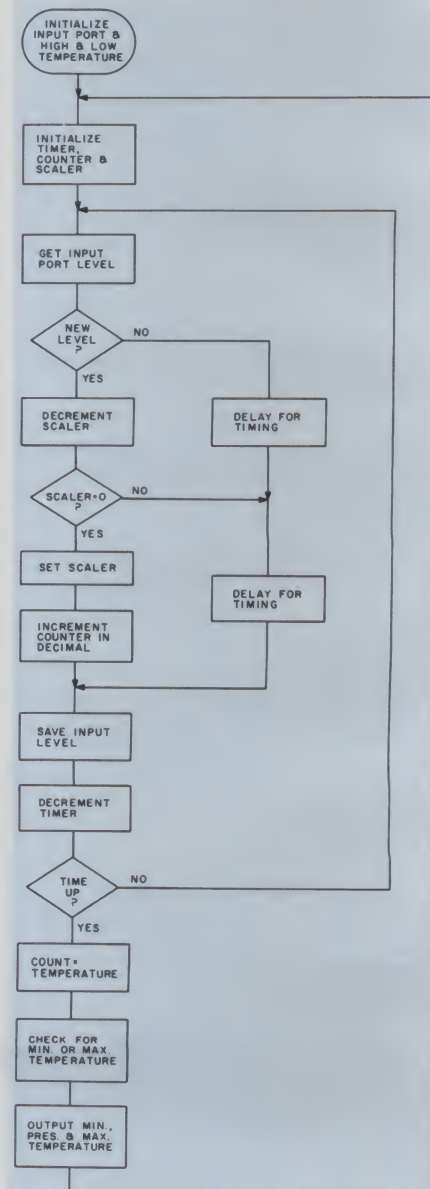 INITIALIZE
INPUT PORT &
HIGH & LOW
TEMPERATURE
INITIALIZE
TIMER,
COUNTER &
SCALER
GET INPUT
PORT LEVEL
NEW
LEVEL
?
NO
YES
DECREMENT
SCALER
DELAY FOR
TIMING
SCALER=0
?
NO
YES
SET SCALER
DELAY FOR
TIMING
INCREMENT
COUNTER IN
DECIMAL
SAVE INPUT
LEVEL
DECREMENT
TIMER
TIME
UP
?
NO
YES
COUNT=
TEMPERATURE
CHECK FOR
MIN. OR MAX.
TEMPERATURE
OUTPUT MIN.,
PRES. & MAX.
TEMPERATURE